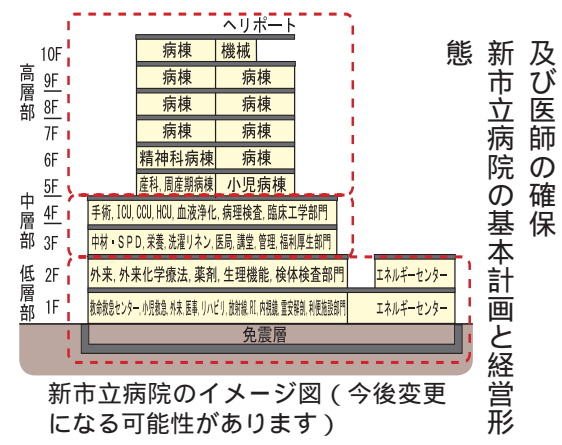 及び医師の確保
新市立病院の基本計画と経営形
態
ヘリポート
10F 病棟 機械
高層部
9F 病棟 病棟
8F 病棟 病棟
7F 病棟 病棟
6F 精神科病棟 病棟
5F 産科,周産期病棟 小児病棟
中層部
4F 手術,ICU,CCU,HCU,血液浄化,病理検査,臨床工学部門
3F 中材・SPD,栄養,洗濯リネン,医局,講堂,管理,福利厚生部門
低層部
2F 外来,外来化学療法,薬剤,生理機能,検体検査部門 エネルギーセンター
1F 救命救急センター,小児救急,外来,医事,リハビリ,放射線,RI,内視鏡,霊安解剖,利便施設部門 エネルギーセンター
免震層
新市立病院のイメージ図(今後変更
になる可能性があります)